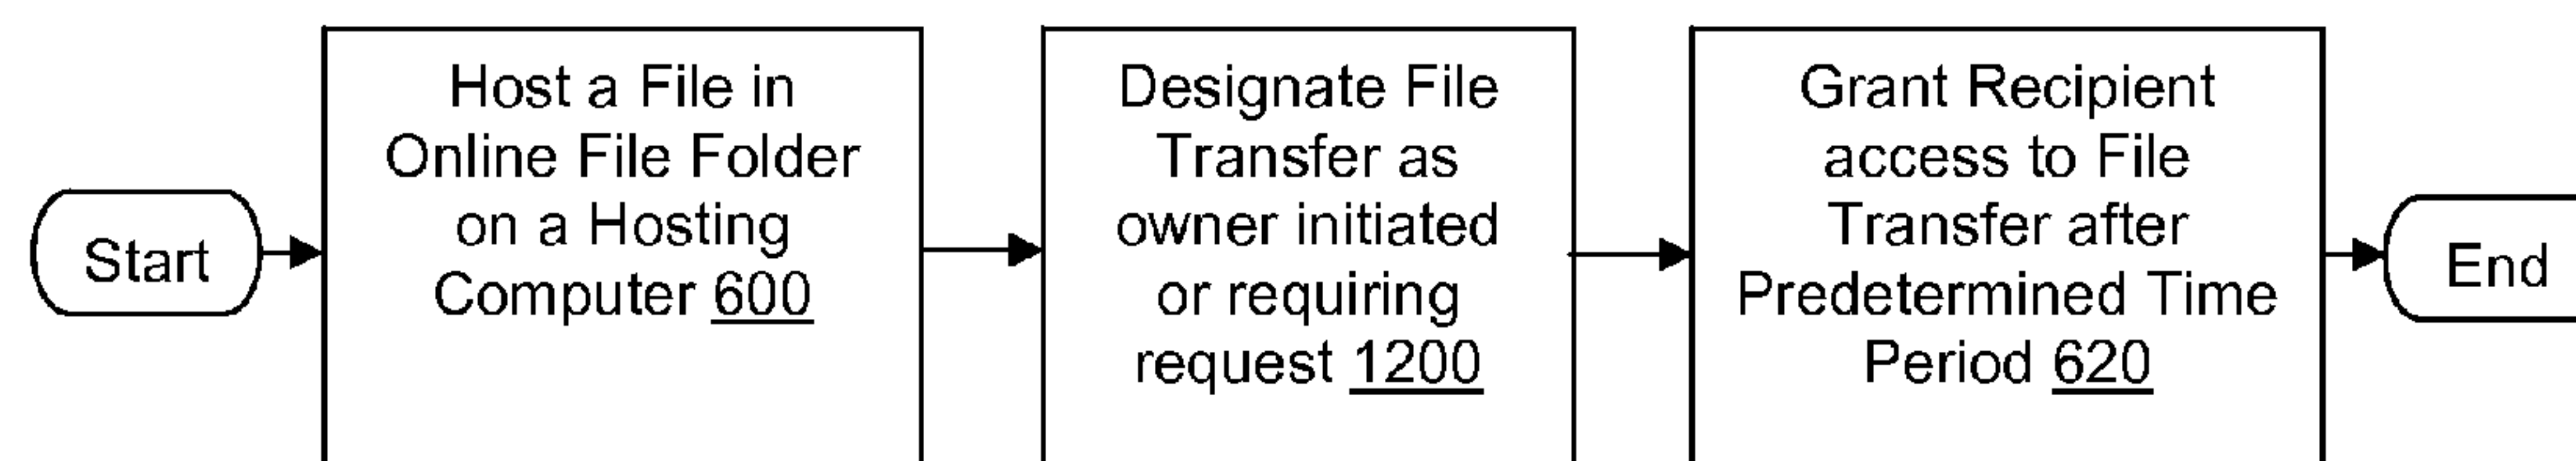 Start
Host a File in
Online File Folder
on a Hosting
Computer 600
Designate File
Transfer as
owner initiated
or requiring
request 1200
Grant Recipient
access to File
Transfer after
Predetermined Time
Period 620
End